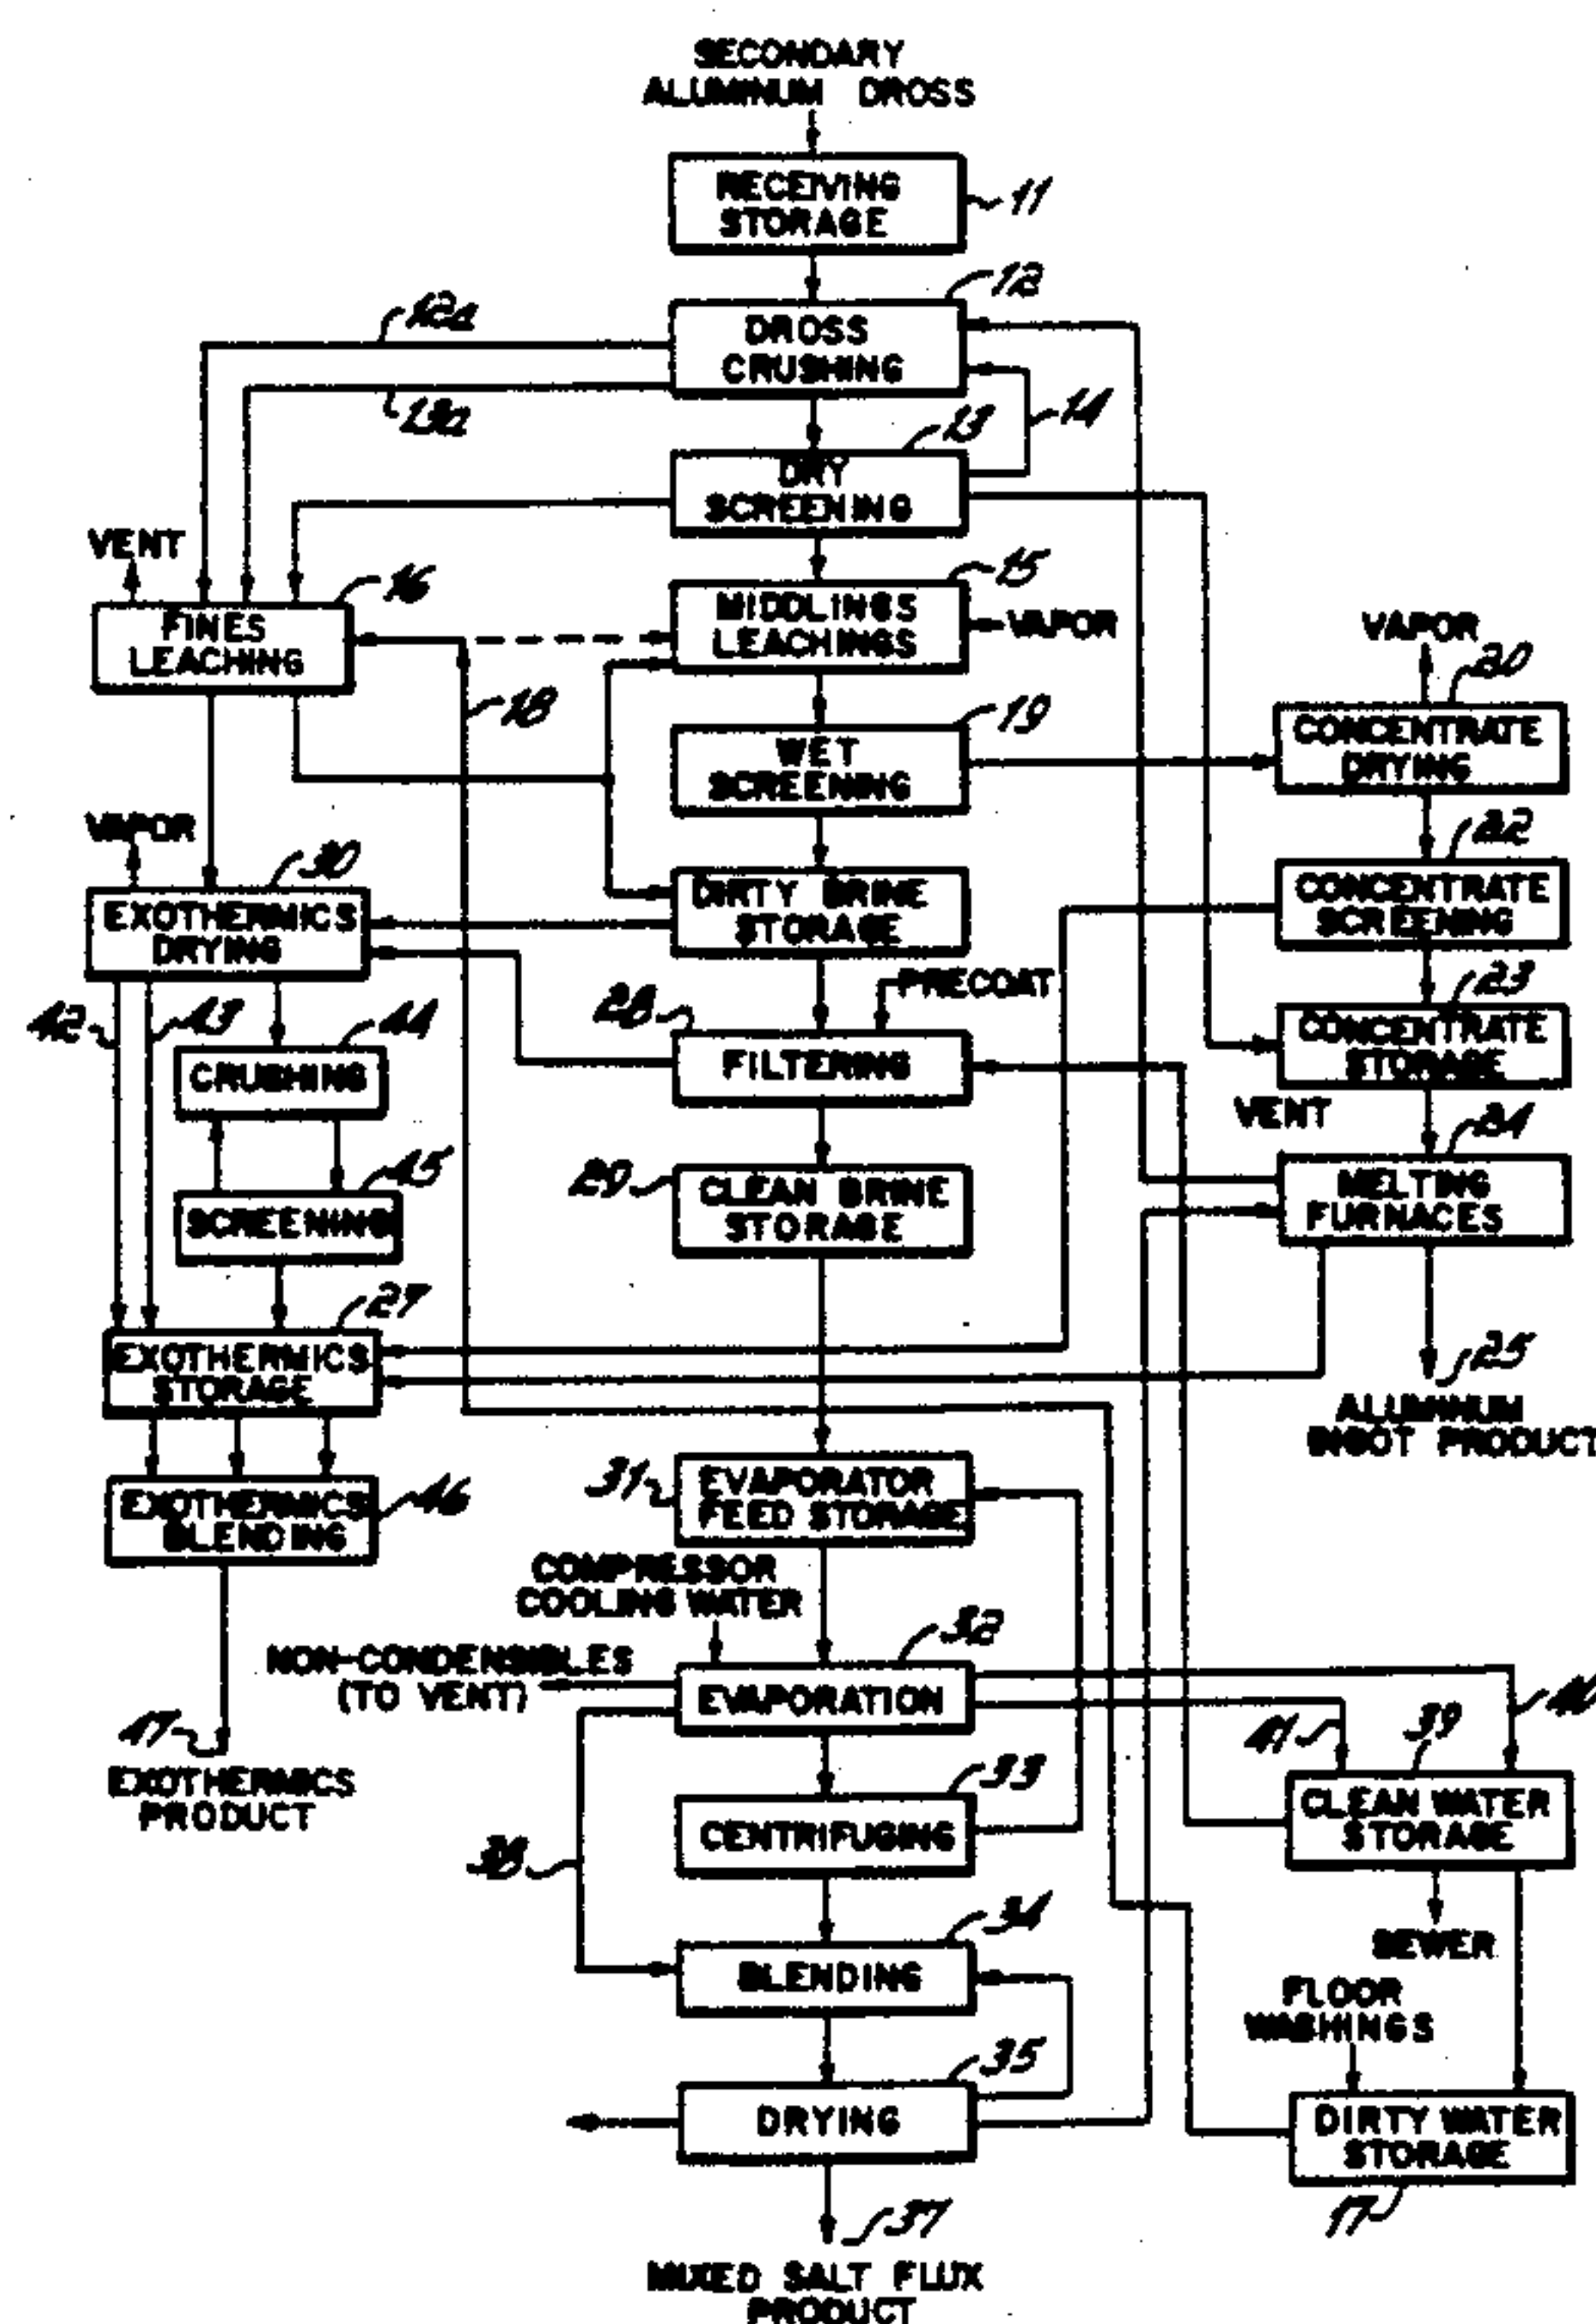 SECONDARY
ALUMINUM DROSS
RECEIVING
STORAGE
11
12
12a
DROSS
CRUSHING
13a
14
13
DRY
SCREENING
VENT
16
15
FINES
LEACHING
MIDDLINGS
LEACHINGS
VAPOR
VAPOR
20
18
19
WET
SCREENING
CONCENTRATE
DRYING
VAPOR
30
22
EXOTHERMICS
DRYING
DIRTY BRINE
STORAGE
CONCENTRATE
SCREENING
PRECOAT
23
42
43
44
28
CRUSHING
FILTERING
CONCENTRATE
STORAGE
VENT
24
45
29
SCREENING
CLEAN BRINE
STORAGE
MELTING
FURNACES
27
EXOTHERMICS
STORAGE
25
ALUMINUM
INGOT PRODUCT
31
EVAPORATOR
FEED STORAGE
EXOTHERMICS
BLENDING
46
COMPRESSOR
COOLING WATER
32
NON-CONDENSIBLES
(TO VENT)
EVAPORATION
40
41
39
47
EXOTHERMICS
PRODUCT
33
CENTRIFUGING
CLEAN WATER
STORAGE
38
34
BLENDING
SEWER
FLOOR
WASHINGS
35
DRYING
DIRTY WATER
STORAGE
17
37
MIXED SALT FLUX
PRODUCT